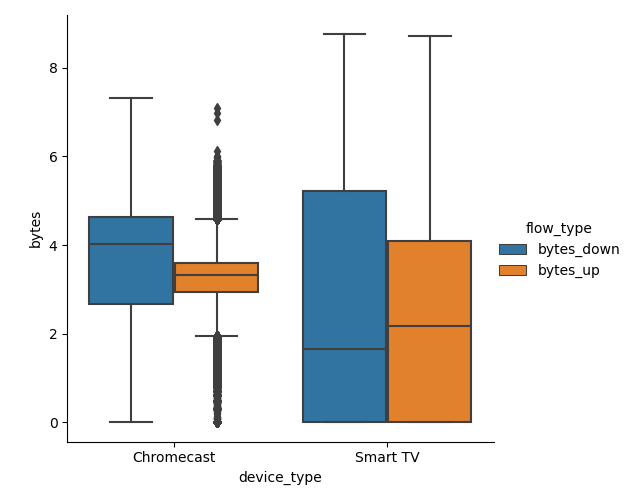 8
6
4
2
0
bytes
Chromecast
Smart TV
device_type
flow_type
bytes_down
bytes_up